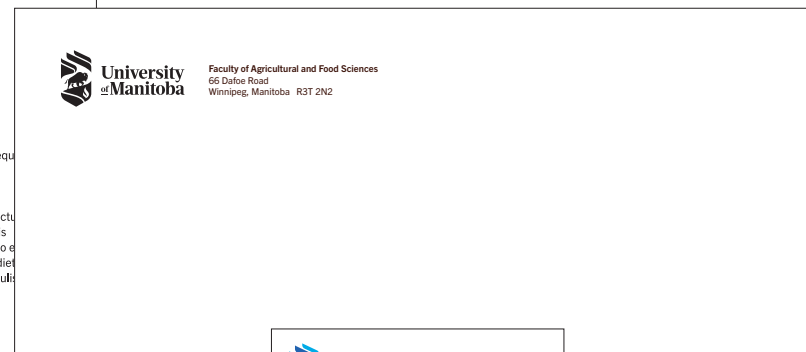 University
of Manitoba
Faculty of Agricultural and Food Sciences
66 Dafoe Road
Winnipeg, Manitoba R3T 2N2